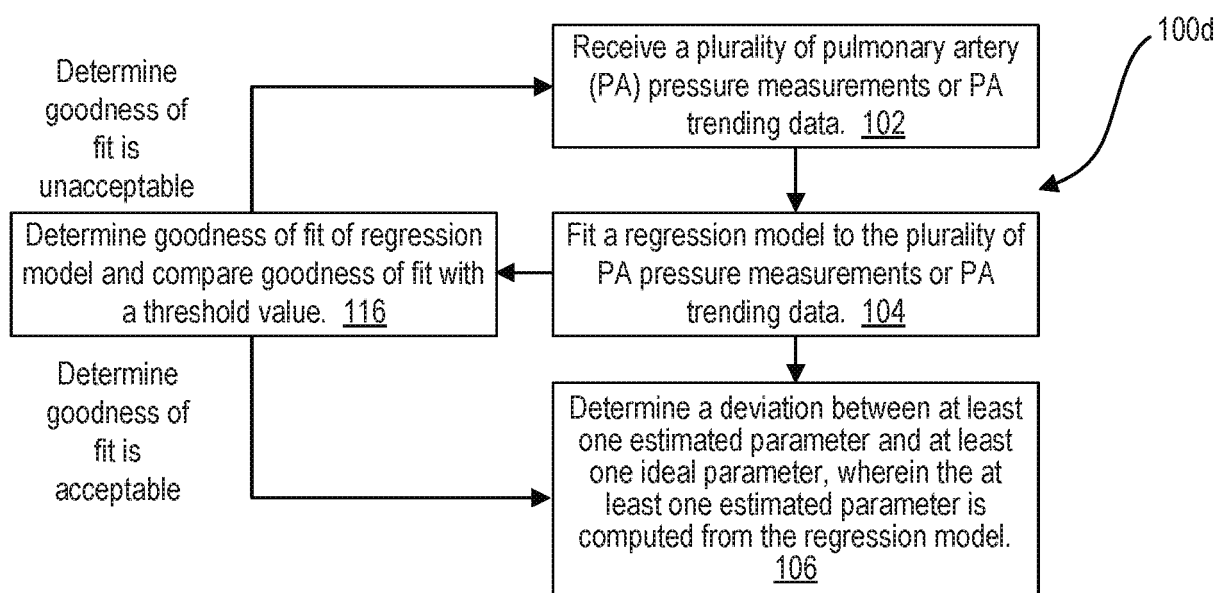 100d
Receive a plurality of pulmonary artery
(PA) pressure measurements or PA
trending data. 102
Determine
goodness of
fit is
unacceptable
Determine goodness of fit of regression
model and compare goodness of fit with
a threshold value. 116
Fit a regression model to the plurality of
PA pressure measurements or PA
trending data. 104
Determine
goodness of
fit is
acceptable
Determine a deviation between at least
one estimated parameter and at least
one ideal parameter, wherein the at
least one estimated parameter is
computed from the regression model.
106